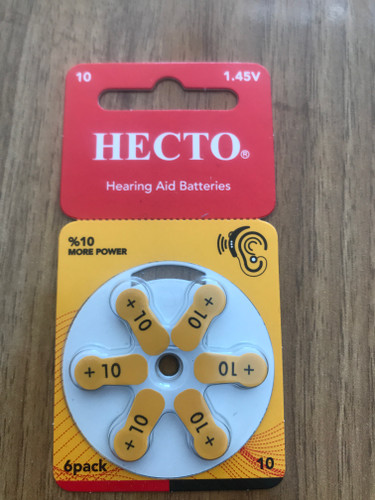 10 1.45V
HECTO®
Hearing Aid Batteries
%10
MORE POWER
+ 10
10 +
+ 10
10 +
+ 10
10 +
6pack 10